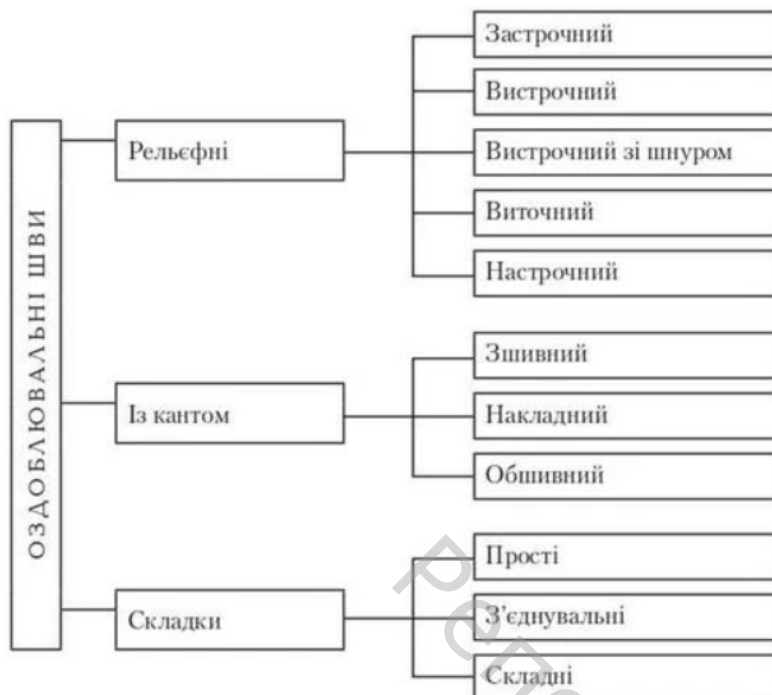 ОЗДОБЛЮВАЛЬНІ ШВИ
Рельєфні
Застрочний
Вистрочний
Вистрочний зі шнуром
Виточний
Настрочний
Із кантом
Зшивний
Накладний
Обшивний
Складки
Прості
З’єднувальні
Складні